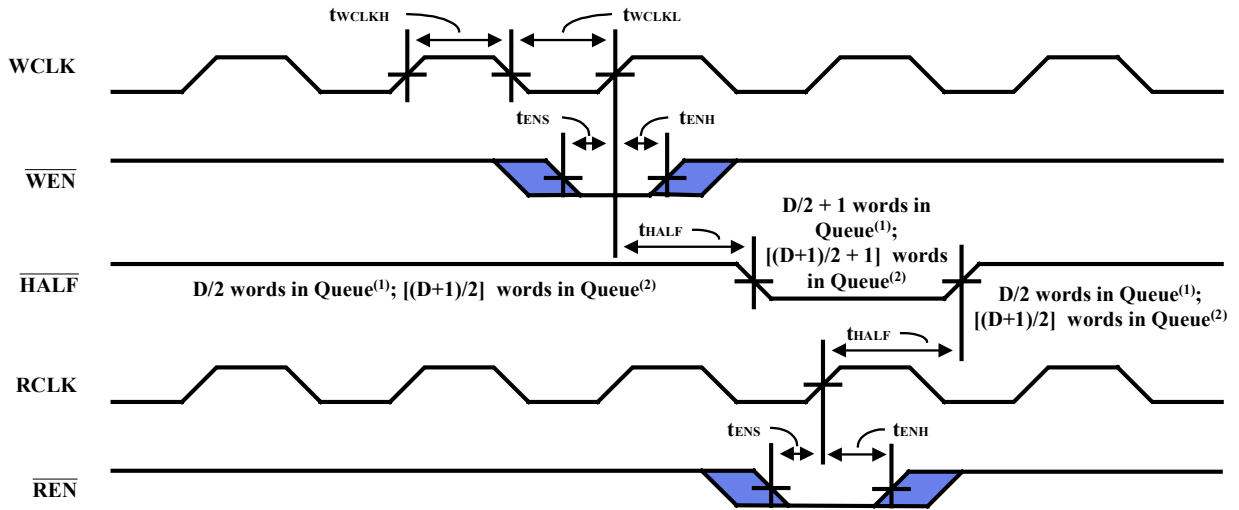 tWCLKH
tWCLKL
WCLK
tENS
tENH
WEN
D/2 + 1 words in
Queue(1);
[(D+1)/2 + 1] words
in Queue(2)
tHALF
HALF
D/2 words in Queue(1); [(D+1)/2] words in Queue(2)
D/2 words in Queue(1);
[(D+1)/2] words in Queue(2)
tHALF
RCLK
tENS
tENH
REN